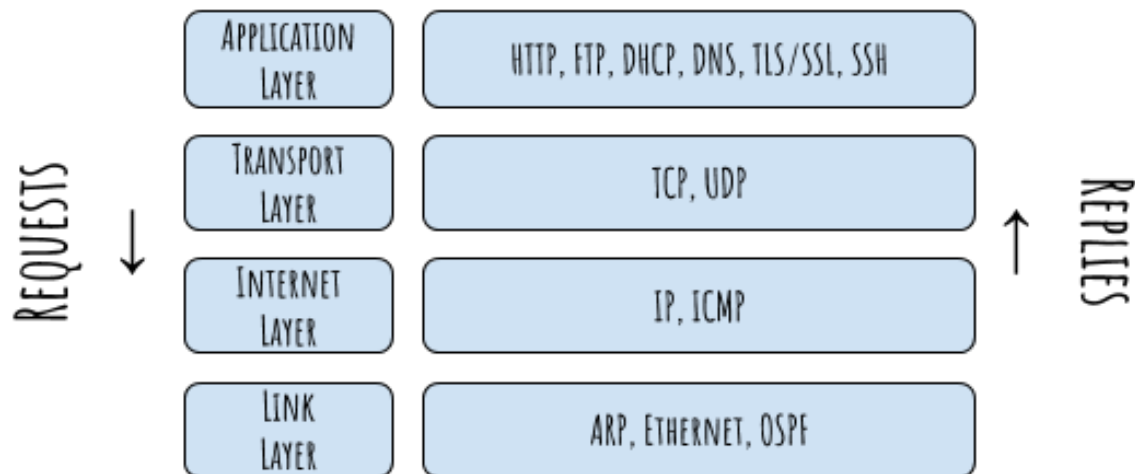 REQUESTS
APPLICATION
LAYER
HTTP, FTP, DHCP, DNS, TLS/SSL, SSH
TRANSPORT
LAYER
TCP, UDP
INTERNET
LAYER
IP, ICMP
LINK
LAYER
ARP, ETHERNET, OSPF
REPLIES